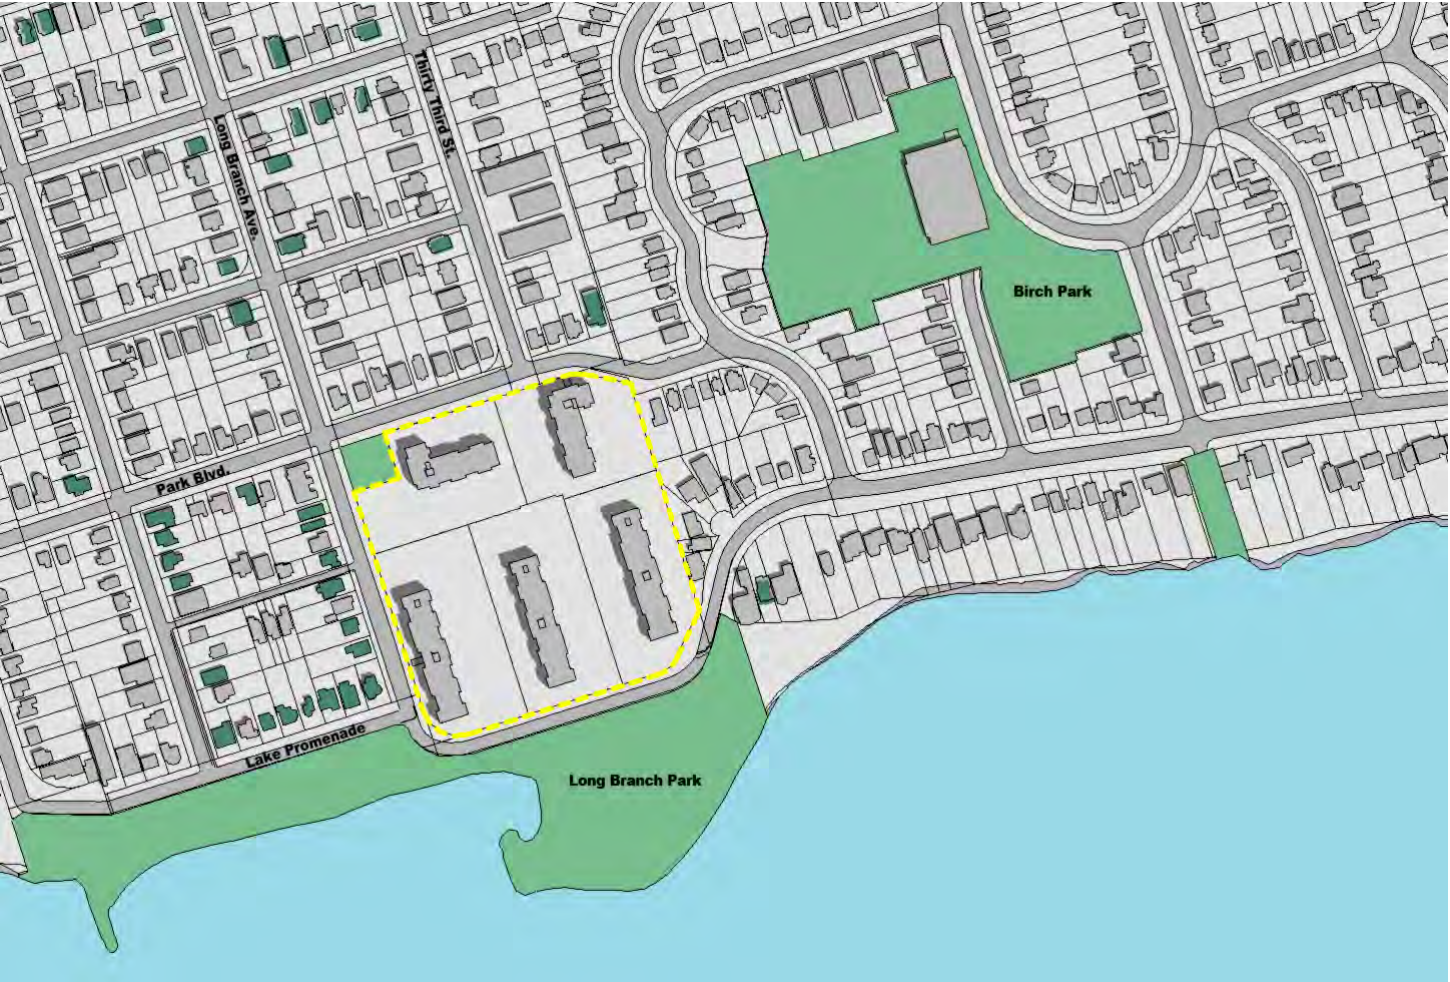 Thirty Third St.
Long Branch Ave.
Birch Park
Park Blvd.
Lake Promenade
Long Branch Park